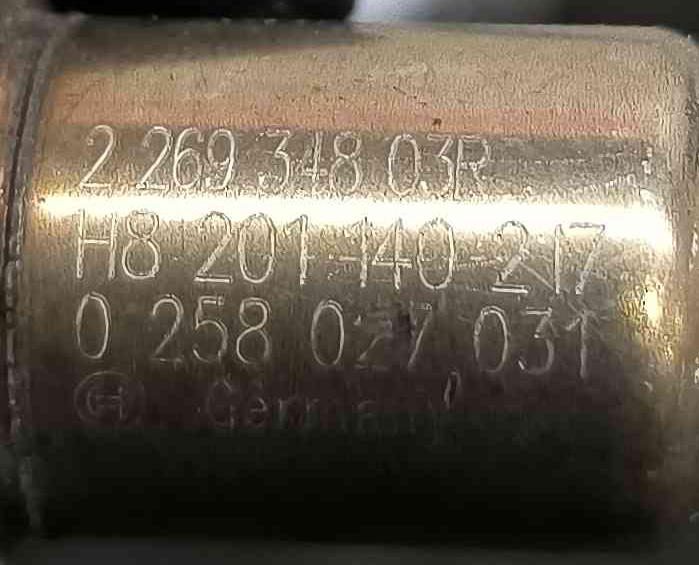 2 269 348 03R
H8 201 140 217
0 258 027 031
Germany